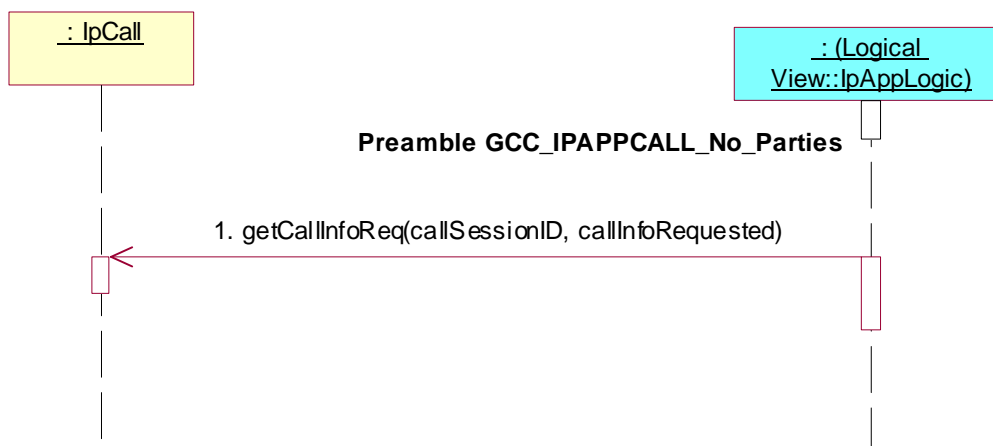 : IpCall
: (Logical
View::IpAppLogic)
Preamble GCC_IPAPPCALL_No_Parties
1. getCallInfoReq(callSessionID, callInfoRequested)